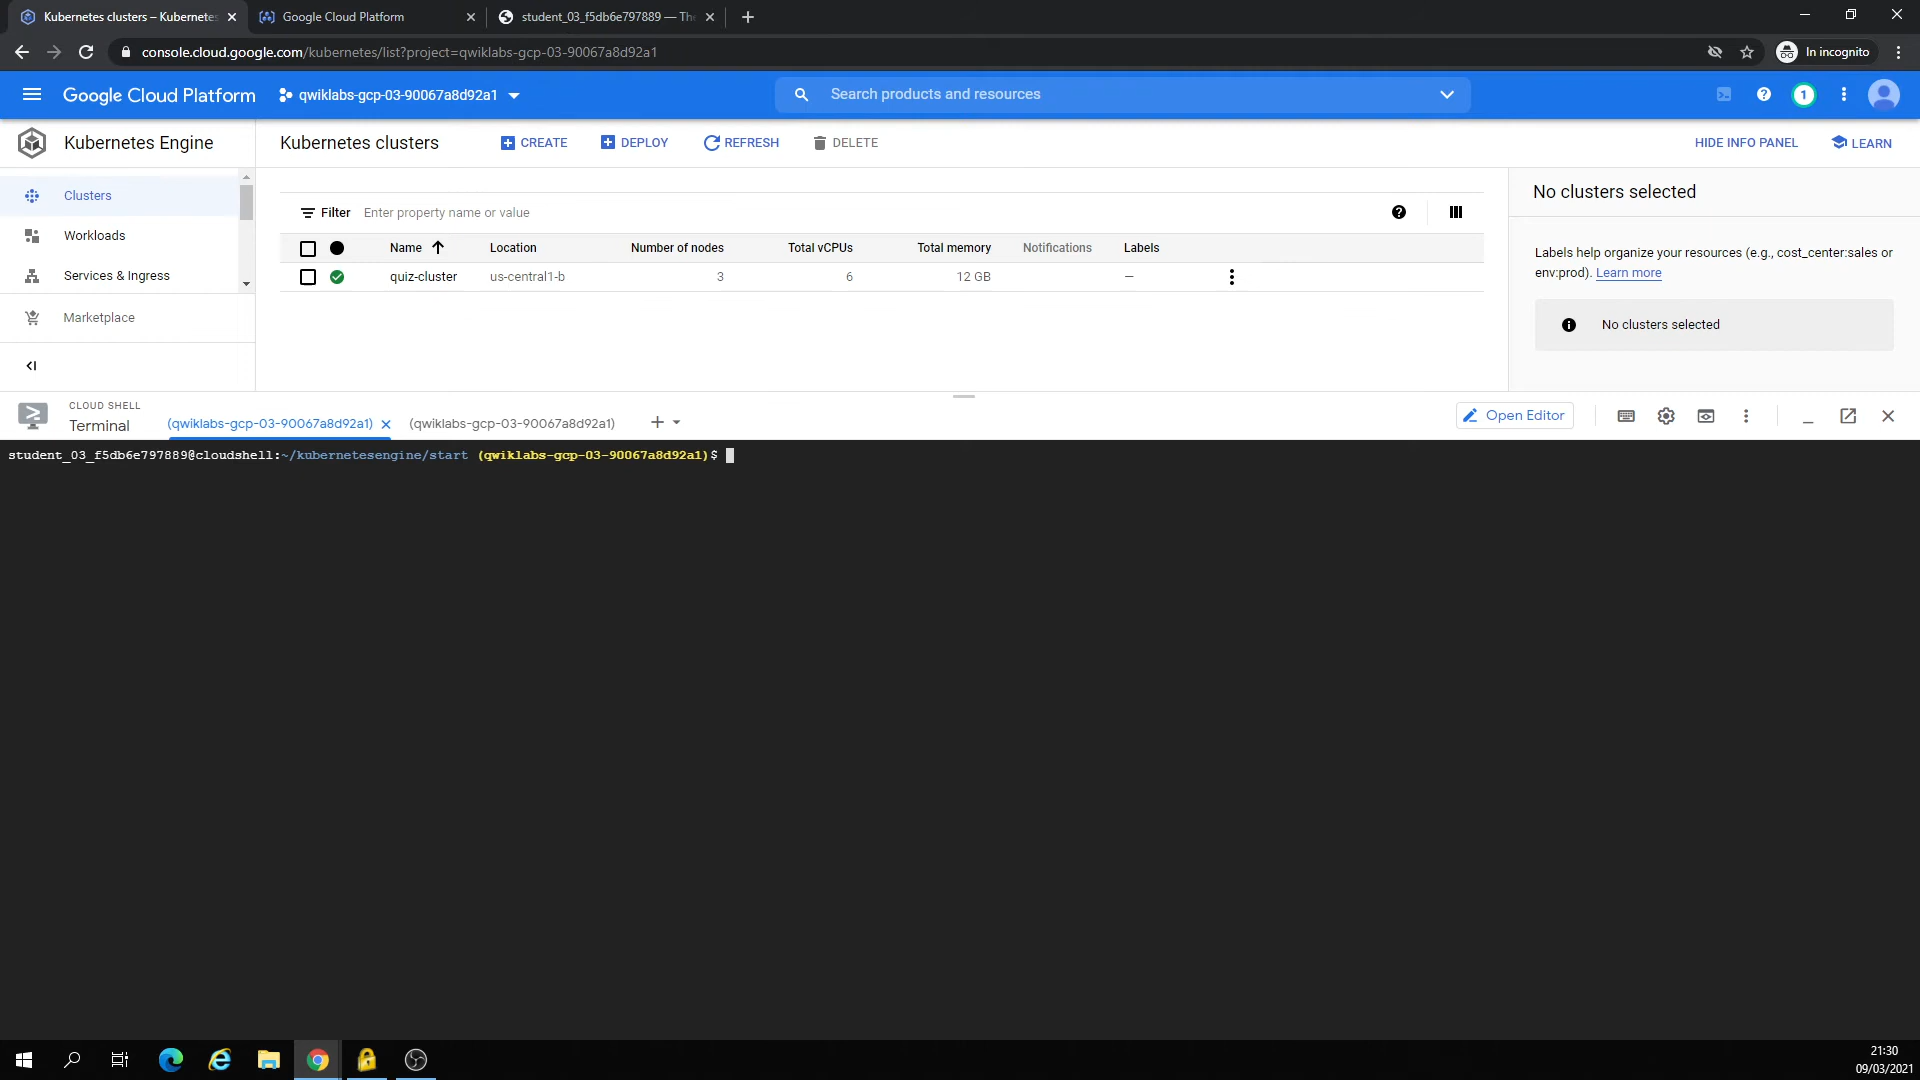 Kubernetes clusters – Kubernetes
Google Cloud Platform
student_03_f5db6e797889 — The
console.cloud.google.com/kubernetes/list?project=qwiklabs-gcp-03-90067a8d92a1
In incognito
Google Cloud Platform
qwiklabs-gcp-03-90067a8d92a1
Search products and resources
1
Kubernetes Engine
Kubernetes clusters
CREATE
DEPLOY
REFRESH
DELETE
HIDE INFO PANEL
LEARN
Clusters
Workloads
Services & Ingress
Marketplace
Filter Enter property name or value
Name Location Number of nodes Total vCPUs Total memory Notifications Labels
quiz-cluster us-central1-b 3 6 12 GB —
No clusters selected
Labels help organize your resources (e.g., cost_center:sales or
env:prod). Learn more
No clusters selected
CLOUD SHELL
Terminal
(qwiklabs-gcp-03-90067a8d92a1)
(qwiklabs-gcp-03-90067a8d92a1)
Open Editor
student_03_f5db6e797889@cloudshell:~/kubernetesengine/start (qwiklabs-gcp-03-90067a8d92a1)$
21:30
09/03/2021